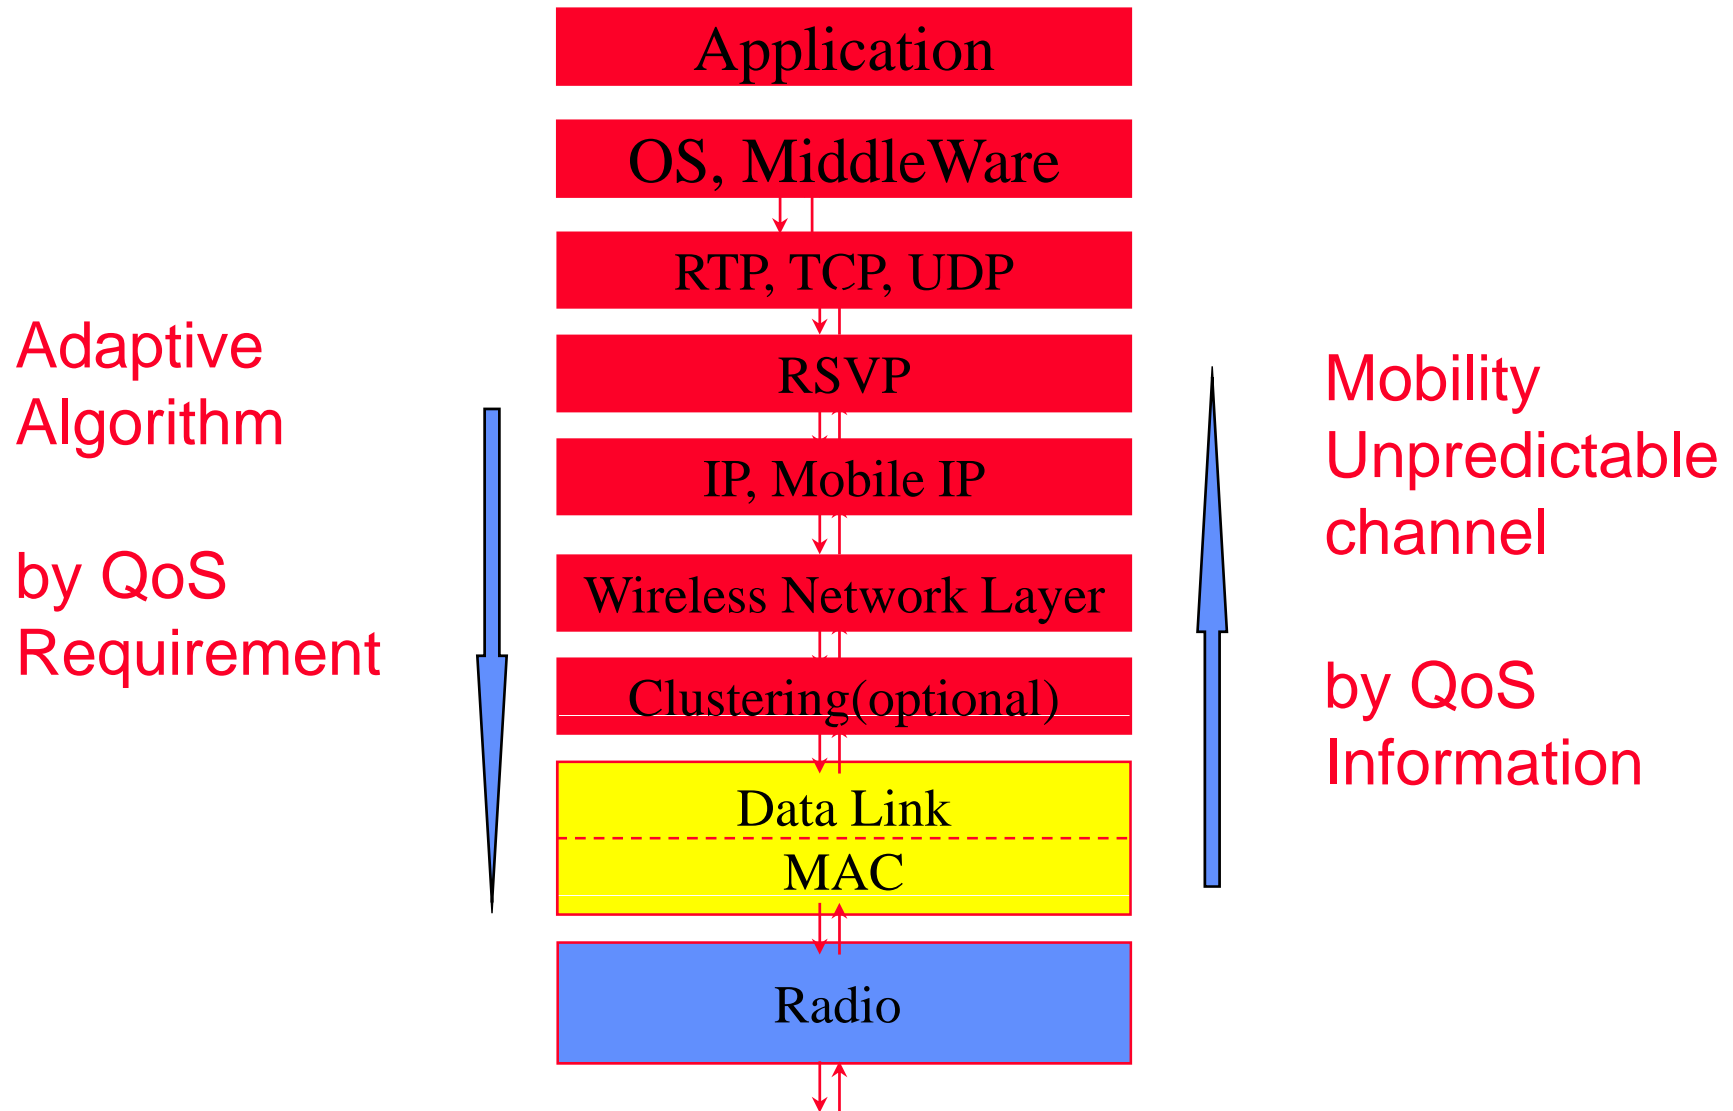 Application
OS, MiddleWare
RTP, TCP, UDP
RSVP
IP, Mobile IP
Wireless Network Layer
Clustering(optional)
Data Link
MAC
Radio
Adaptive
Algorithm
by QoS
Requirement
Mobility
Unpredictable
channel
by QoS
Information